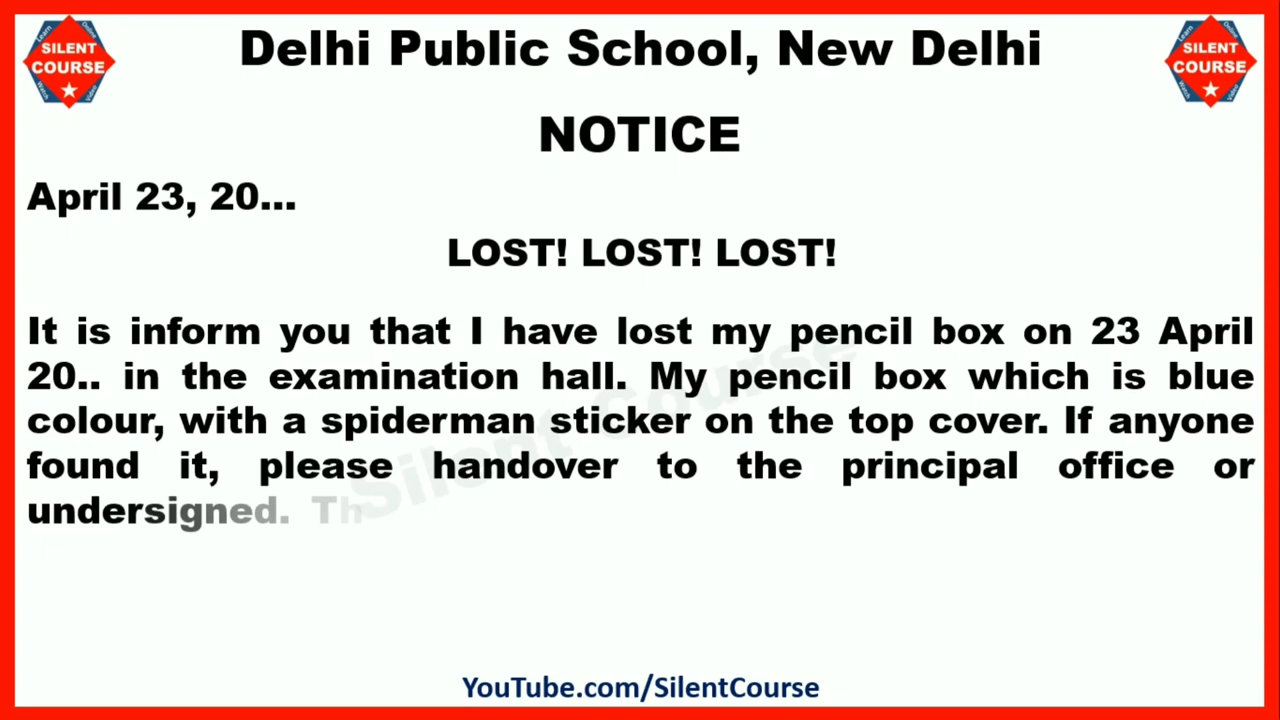 Delhi Public School, New Delhi
SILENT
COURSE
SILENT
COURSE
NOTICE
April 23, 20...
LOST! LOST! LOST!
It is inform you that I have lost my pencil box on 23 April
20.. in the examination hall. My pencil box which is blue
colour, with a spiderman sticker on the top cover. If anyone
found it, please handover to the principal office or
undersigned. Th
Silent Course
YouTube.com/SilentCourse